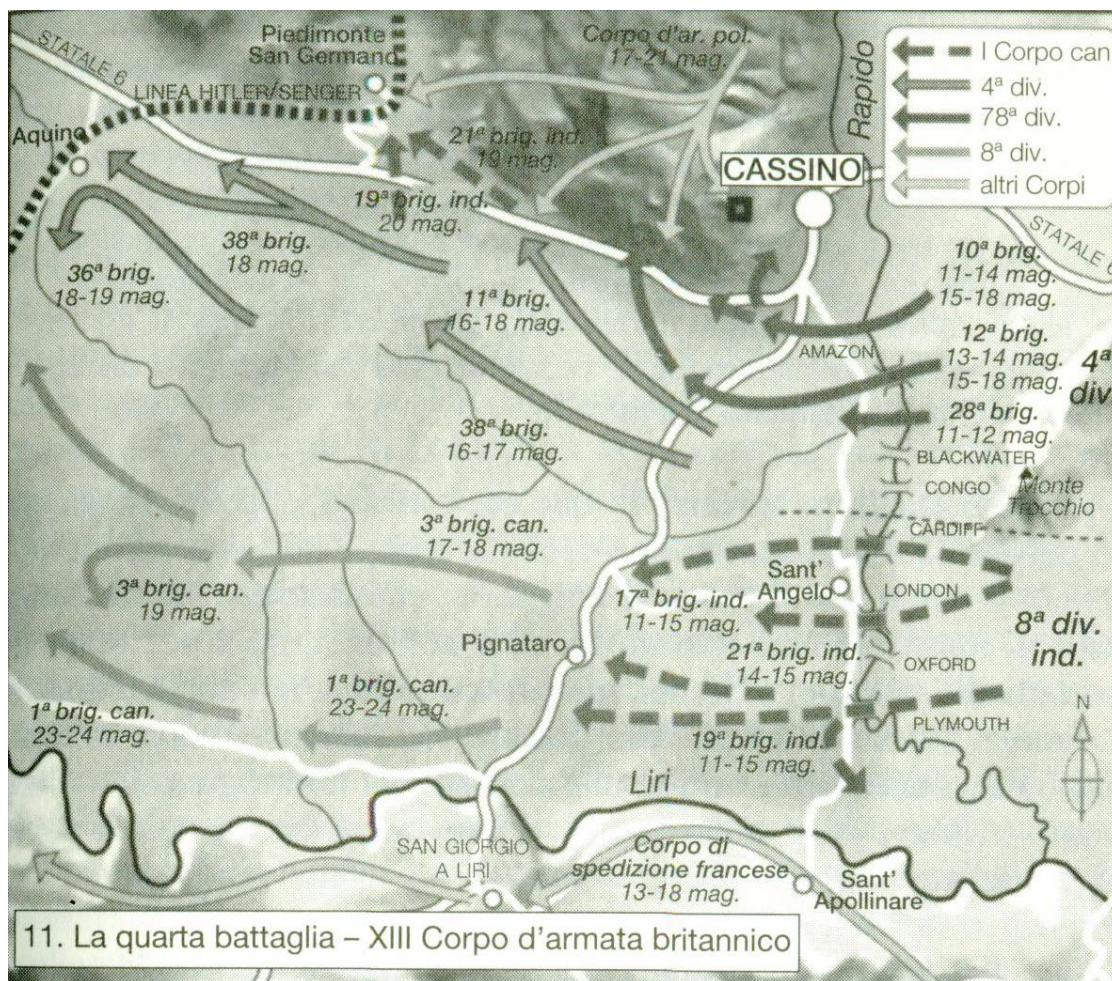 Piedimonte
San Germano
Corpo d'ar. pol.
17-21 mag.
Rapido
I Corpo can
4ª div.
78ª div.
8ª div.
altri Corpi
STATALE 6
LINEA HITLER/SENGER
Aquino
21ª brig. ind.
19 mag.
CASSINO
19ª brig. ind.
20 mag.
STATALE 6
38ª brig.
18 mag.
36ª brig.
18-19 mag.
10ª brig.
11-14 mag.
15-18 mag.
11ª brig.
16-18 mag.
AMAZON
12ª brig.
13-14 mag.
15-18 mag.
4ª
div
28ª brig.
11-12 mag.
38ª brig.
16-17 mag.
BLACKWATER
CONGO
Monte
Trocchio
CARDIFF
3ª brig. can.
17-18 mag.
3ª brig. can.
19 mag.
Sant'
Angelo
LONDON
17ª brig. ind.
11-15 mag.
8ª div.
ind.
Pignataro
21ª brig. ind.
14-15 mag.
OXFORD
1ª brig. can.
23-24 mag.
1ª brig. can.
23-24 mag.
PLYMOUTH
N
19ª brig. ind.
11-15 mag.
Liri
SAN GIORGIO
A LIRI
Corpo di
spedizione francese
13-18 mag.
Sant'
Apollinare
11. La quarta battaglia – XIII Corpo d'armata britannico